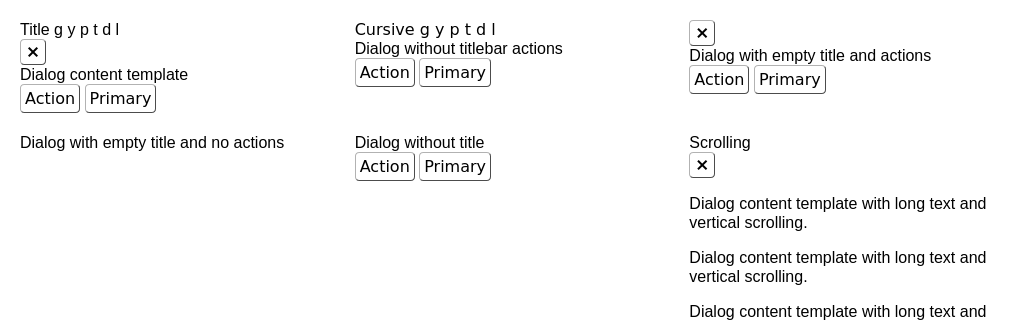 Title g y p t d l
✕
Dialog content template
Action Primary
Cursive g y p t d l
Dialog without titlebar actions
Action Primary
✕
Dialog with empty title and actions
Action Primary
Dialog with empty title and no actions
Dialog without title
Action Primary
Scrolling
✕
Dialog content template with long text and
vertical scrolling.
Dialog content template with long text and
vertical scrolling.
Dialog content template with long text and